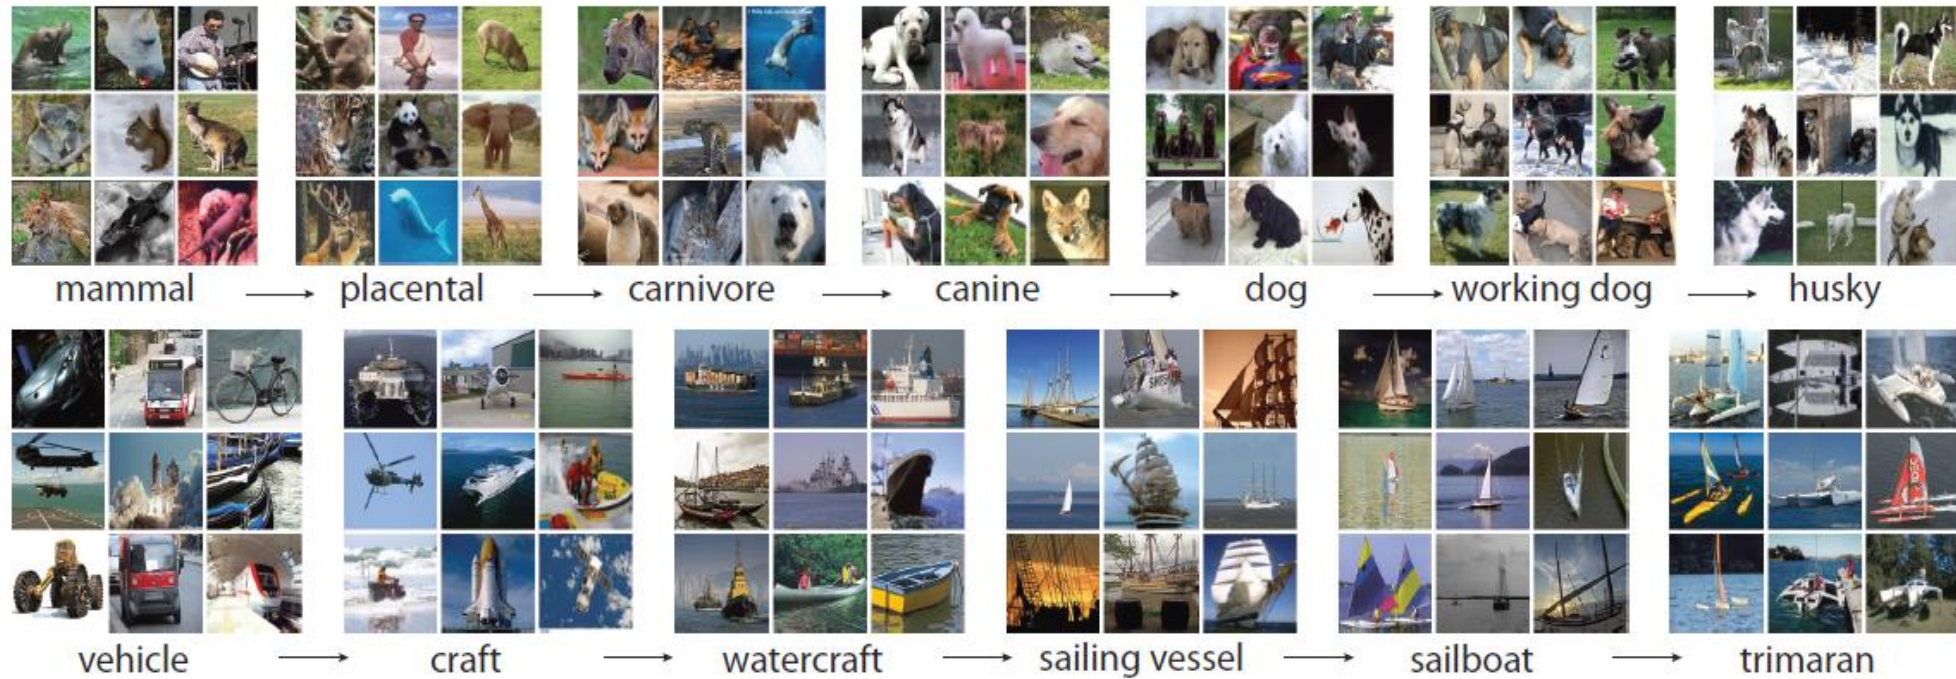 mammal → placental → carnivore → canine → dog → working dog → husky
vehicle → craft → watercraft → sailing vessel → sailboat → trimaran